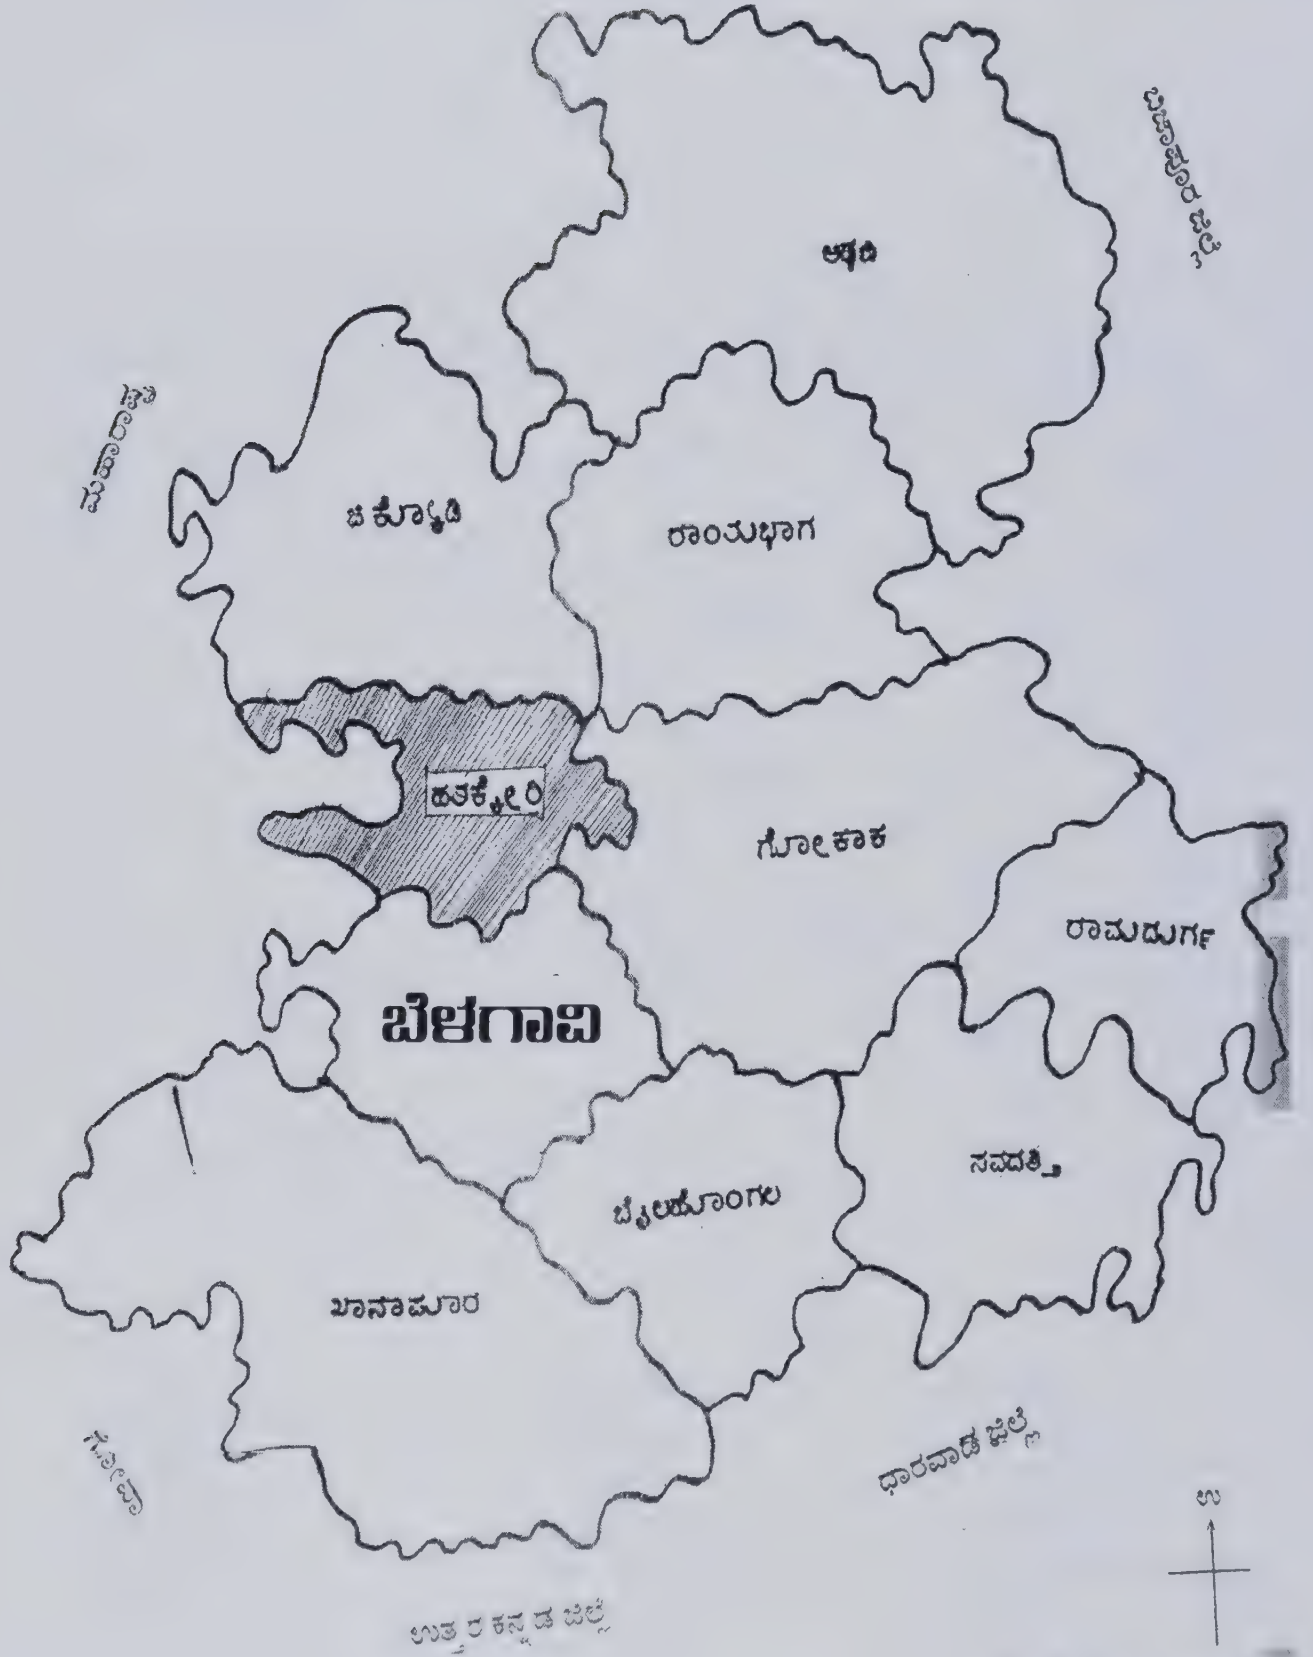 ಬಿಜಾಪೂರ ಜಿಲ್ಲೆ
ಅಥಣಿ
ಮಹಾರಾಷ್ಟ್ರ
ಚಿಕ್ಕೋಡಿ
ರಾಯಭಾಗ
ಹುಕ್ಕೇರಿ
ಗೋಕಾಕ
ರಾಮದುರ್ಗ
ಬೆಳಗಾವಿ
ಸವದತ್ತಿ
ಬೈಲಹೊಂಗಲ
ಖಾನಾಪೂರ
ಗೋವಾ
ಧಾರವಾಡ ಜಿಲ್ಲೆ
ಉ
ಉತ್ತರ ಕನ್ನಡ ಜಿಲ್ಲೆ